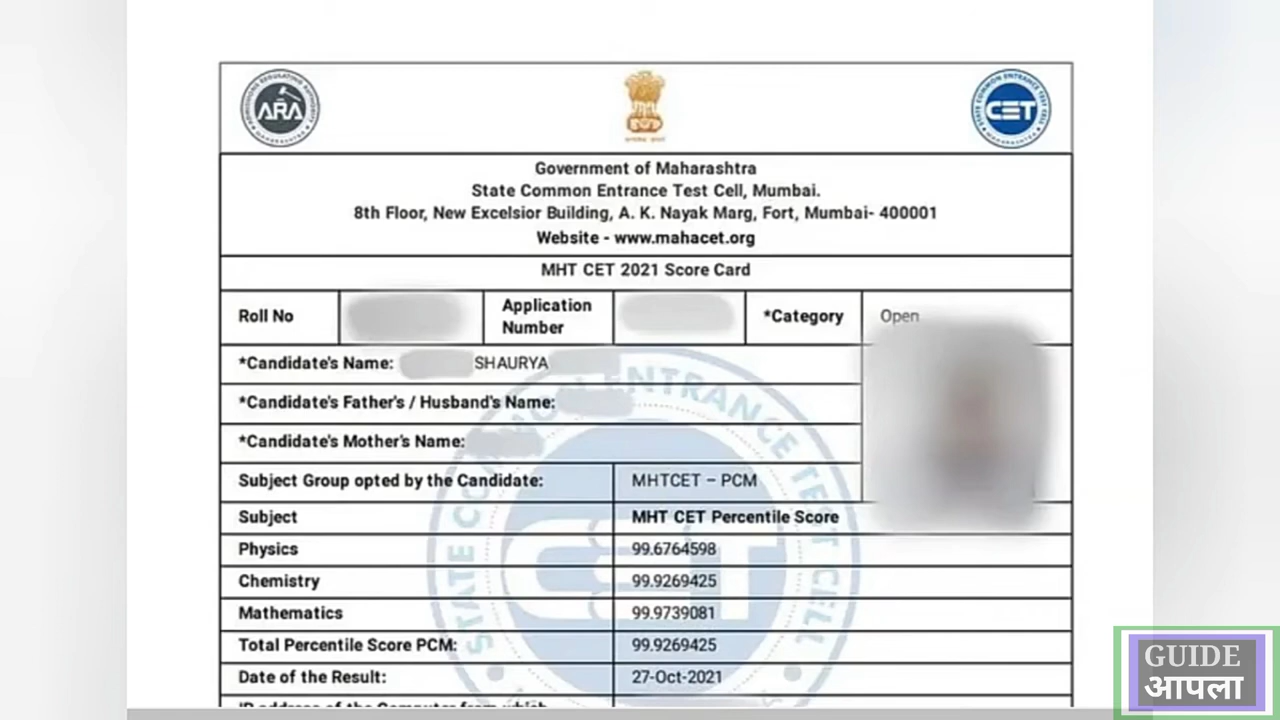 ARA
CET
Government of Maharashtra
State Common Entrance Test Cell, Mumbai.
8th Floor, New Excelsior Building, A. K. Nayak Marg, Fort, Mumbai- 400001
Website - www.mahacet.org
MHT CET 2021 Score Card
Roll No
Application
Number
*Category
Open
*Candidate's Name: SHAURYA
*Candidate's Father's / Husband's Name:
*Candidate's Mother's Name:
Subject Group opted by the Candidate: MHTCET – PCM
Subject MHT CET Percentile Score
Physics 99.6764598
Chemistry 99.9269425
Mathematics 99.9739081
Total Percentile Score PCM: 99.9269425
Date of the Result: 27-Oct-2021
GUIDE
आपला